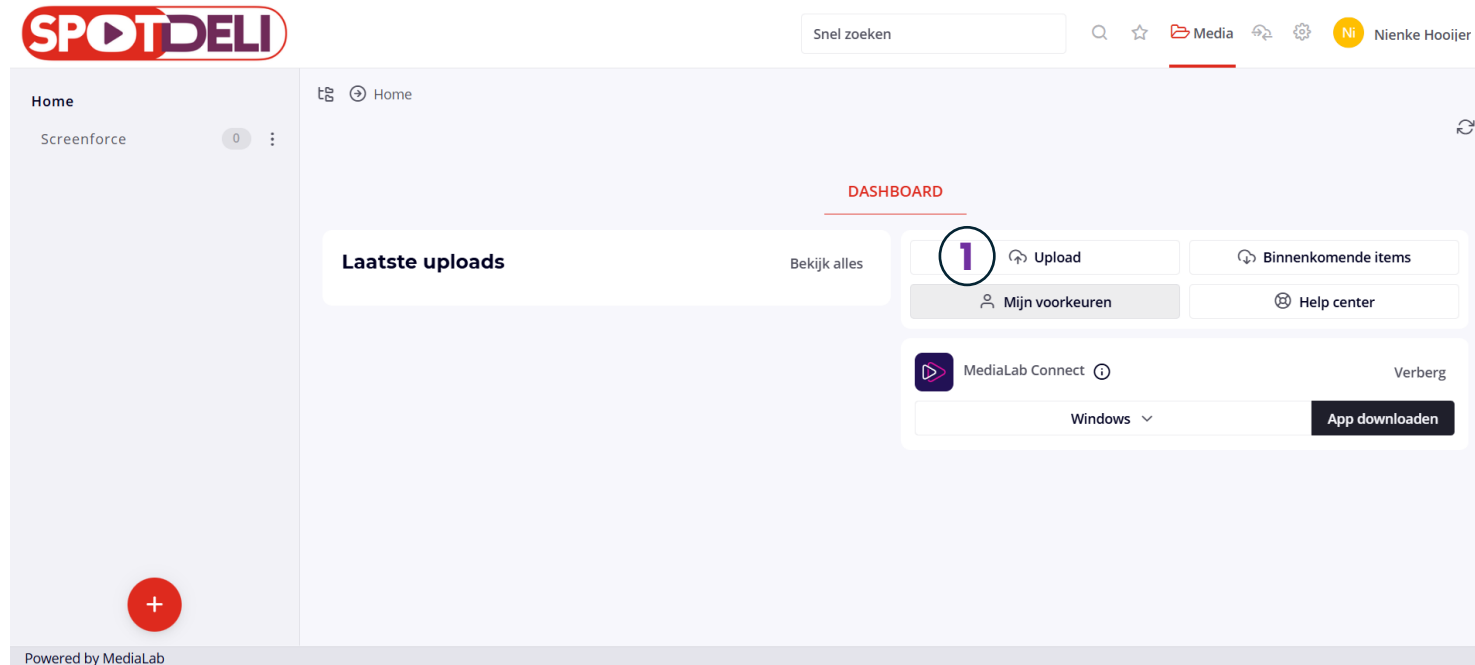 SPOTDELI
Snel zoeken
Media
Ni
Nienke Hooijer
Home
Screenforce
0
Home
DASHBOARD
Laatste uploads
Bekijk alles
1
Upload
Binnenkomende items
Mijn voorkeuren
Help center
MediaLab Connect
Verberg
Windows
App downloaden
Powered by MediaLab